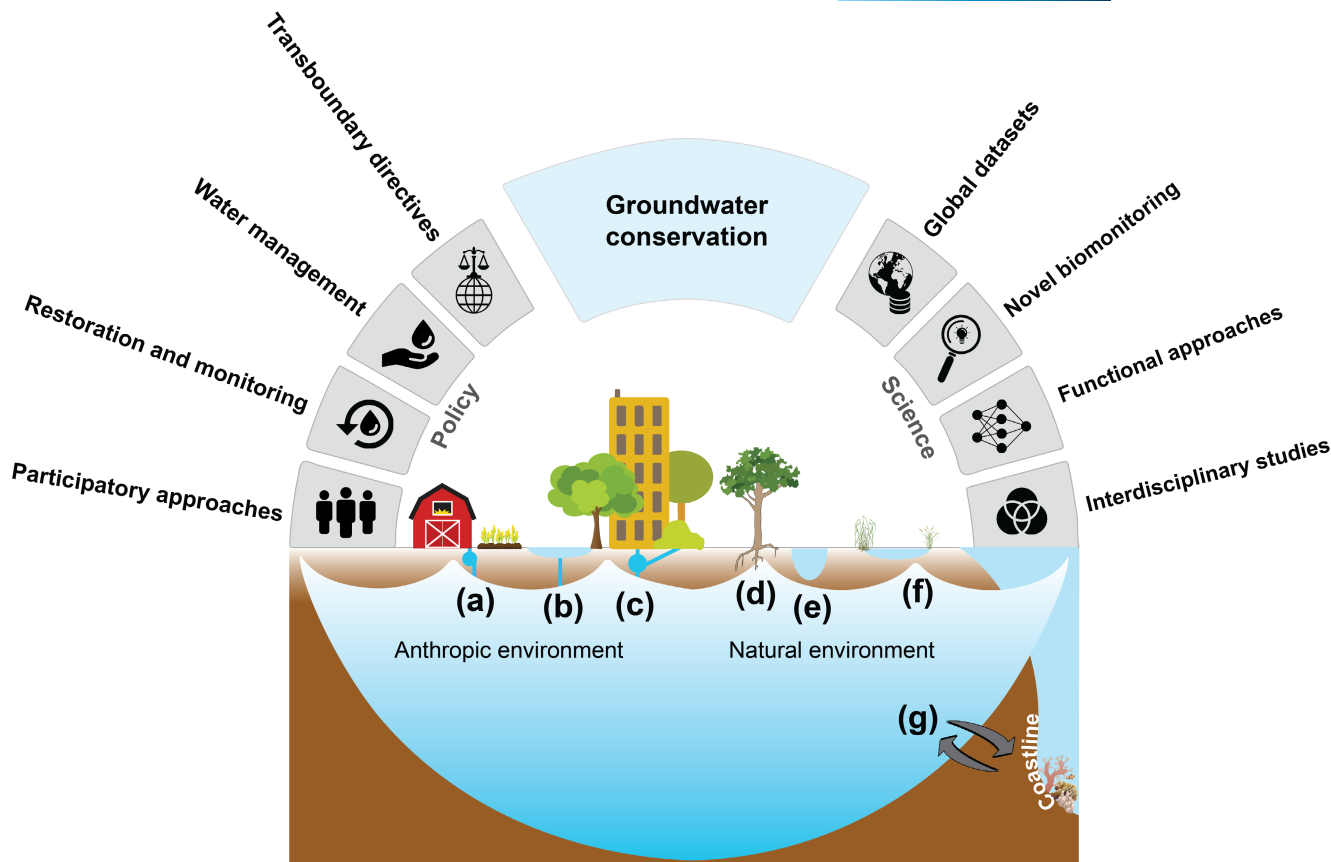 Transboundary directives
Water management
Restoration and monitoring
Participatory approaches
Policy
Groundwater
conservation
Global datasets
Novel biomonitoring
Functional approaches
Interdisciplinary studies
Science
(a)
(b)
(c)
(d)
(e)
(f)
Anthropic environment
Natural environment
(g)
Coastline